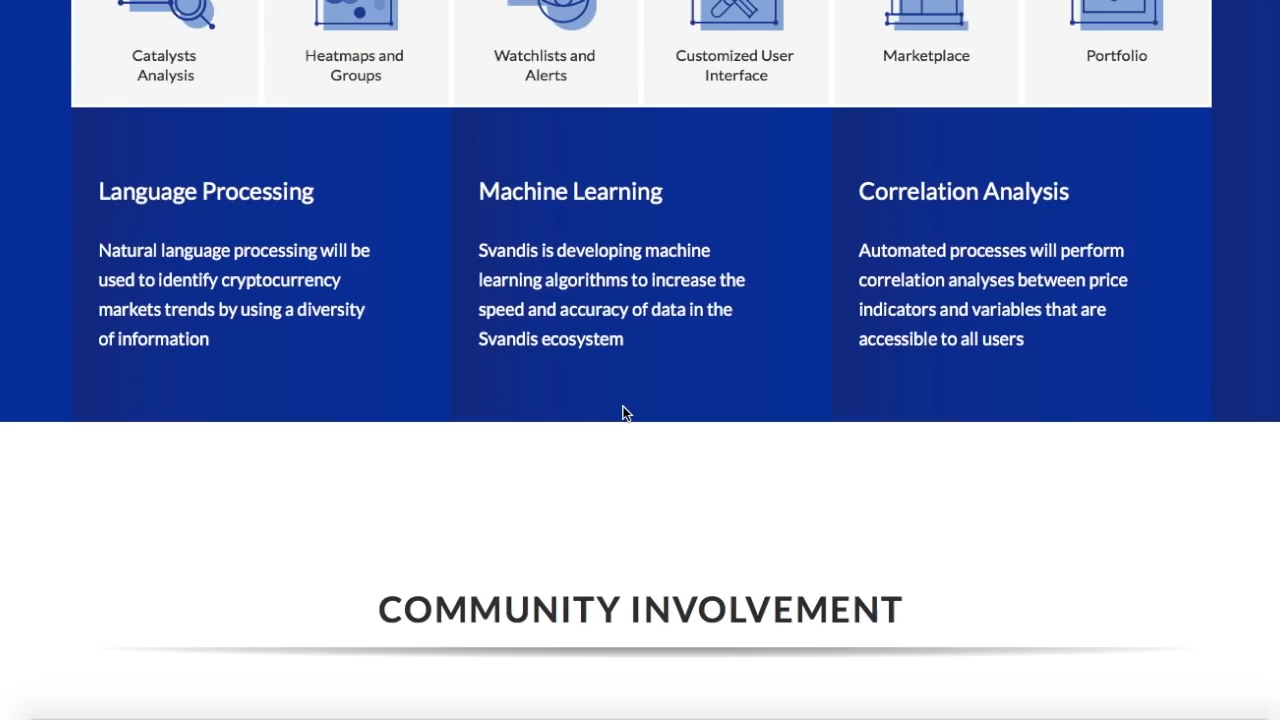 Catalysts
Analysis
Heatmaps and
Groups
Watchlists and
Alerts
Customized User
Interface
Marketplace
Portfolio
Language Processing
Natural language processing will be
used to identify cryptocurrency
markets trends by using a diversity
of information
Machine Learning
Svandis is developing machine
learning algorithms to increase the
speed and accuracy of data in the
Svandis ecosystem
Correlation Analysis
Automated processes will perform
correlation analyses between price
indicators and variables that are
accessible to all users
COMMUNITY INVOLVEMENT